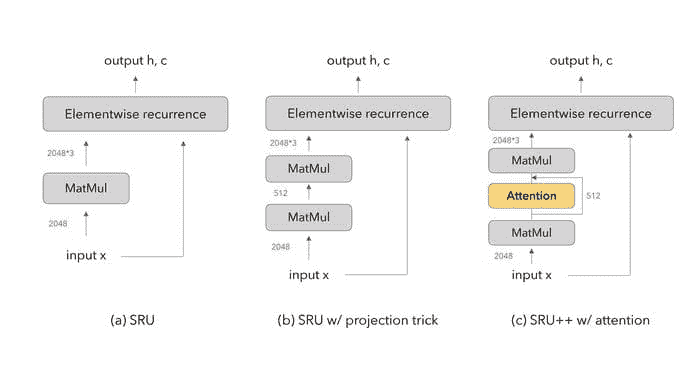 output h, c
Elementwise recurrence
2048*3
MatMul
2048
input x
(a) SRU
output h, c
Elementwise recurrence
2048*3
MatMul
512
MatMul
2048
input x
(b) SRU w/ projection trick
output h, c
Elementwise recurrence
2048*3
MatMul
Attention
512
MatMul
2048
input x
(c) SRU++ w/ attention